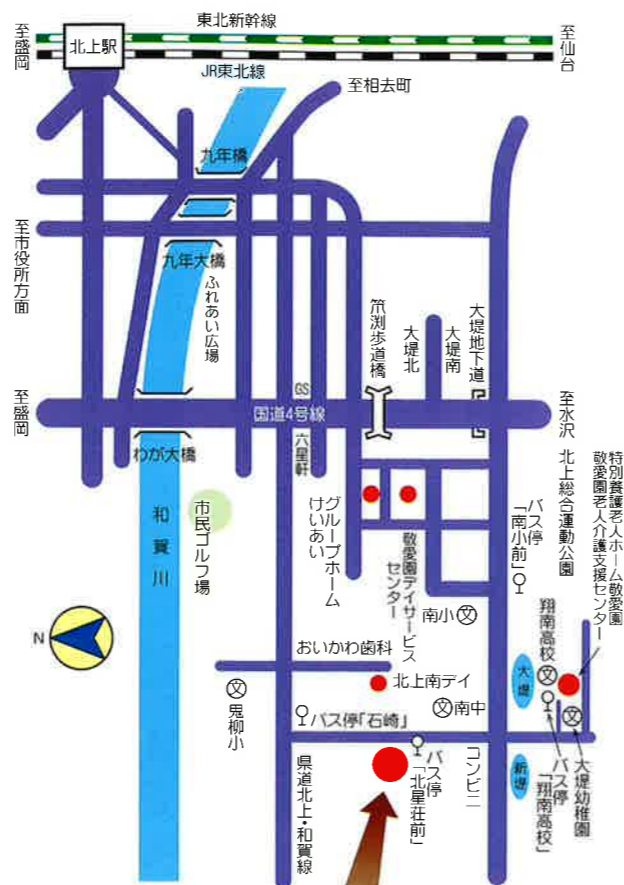 東北新幹線
至盛岡
北上駅
至仙台
JR東北線
至相去町
九年橋
至市役所方面
九年大橋
ふれあい広場
笊渕歩道橋
大堤北
大堤南
大堤地下道
至盛岡
GS
国道4号線
六星軒
至水沢
わが大橋
和賀川
市民ゴルフ場
グループホーム
けいあい
敬愛園デイサービス
センター
バス停
「南小前」
北上総合運動公園
特別養護老人ホーム敬愛園
敬愛園老人介護支援センター
N
南小
文
おいかわ歯科
文
鬼柳小
北上南デイ
文
南中
大堤
翔南高校
文
バス停「石崎」
県道北上・和賀線
バス停
「北星荘前」
コンビニ
新堤
バス停
「翔南高校」
文
大堤幼稚園